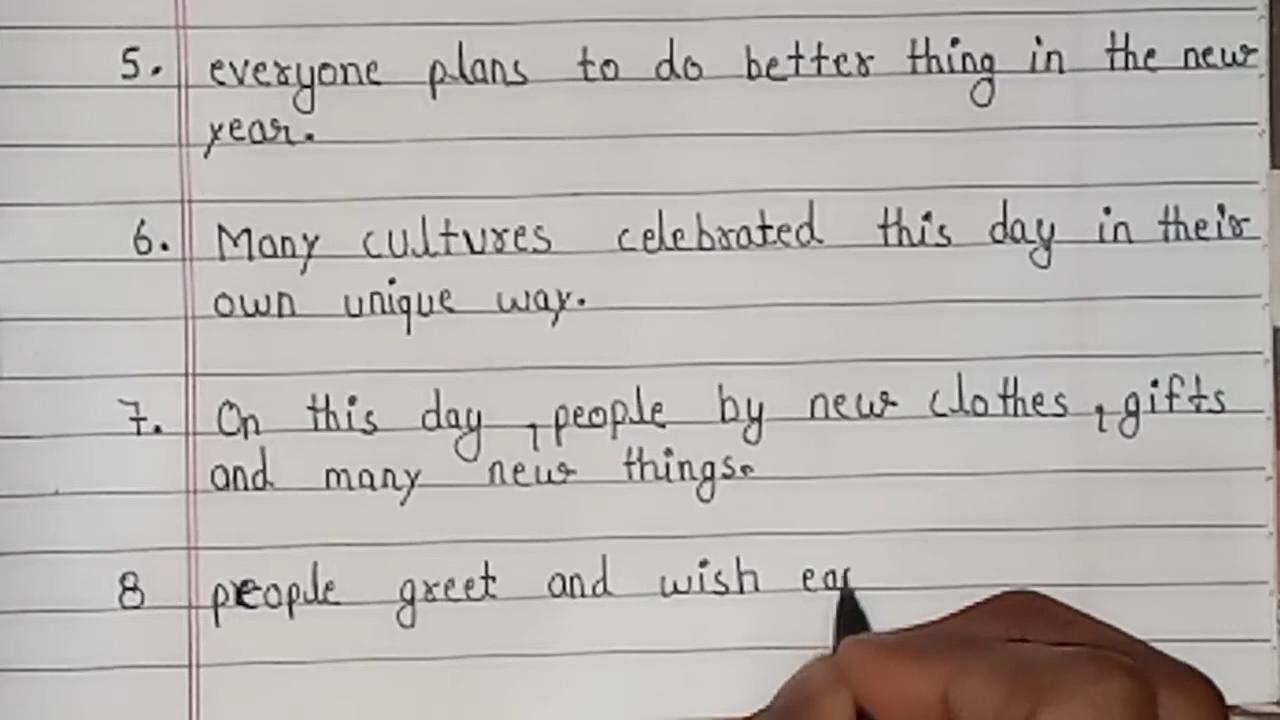 5. everyone plans to do better thing in the new
year.
6. Many cultures celebrated this day in their
own unique way.
7. On this day , people by new clothes , gifts
and many new things.
8 people greet and wish